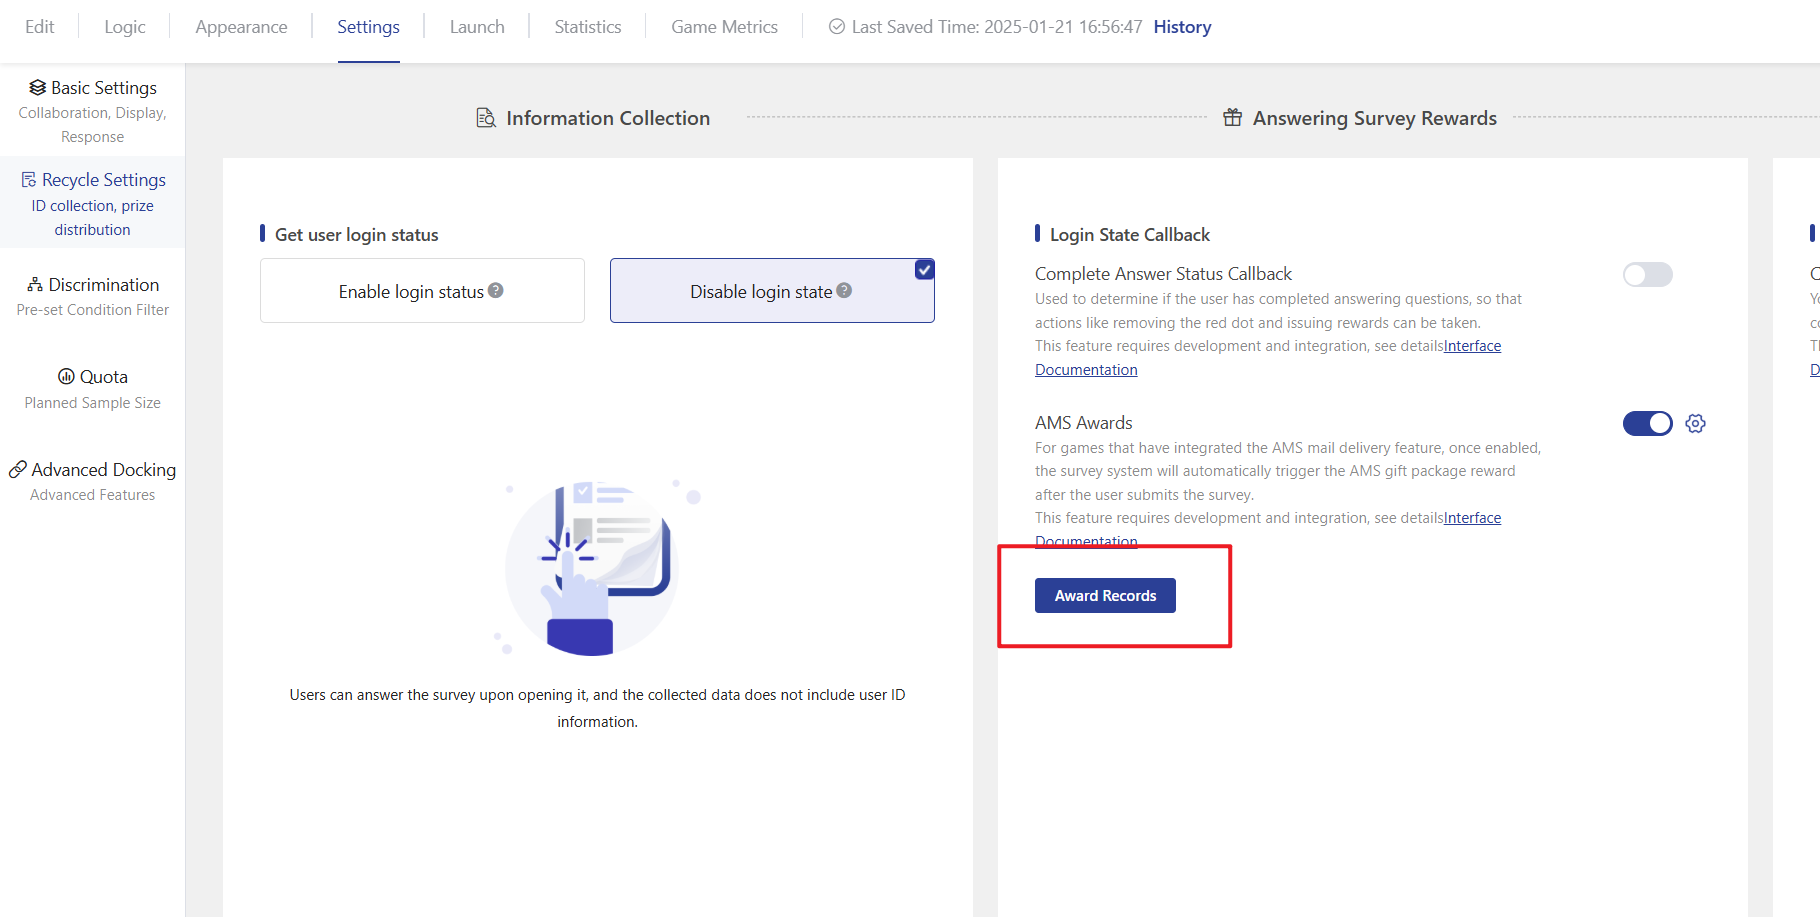 Edit
Logic
Appearance
Settings
Launch
Statistics
Game Metrics
Last Saved Time: 2025-01-21 16:56:47 History
Basic Settings
Collaboration, Display,
Response
Recycle Settings
ID collection, prize
distribution
Discrimination
Pre-set Condition Filter
Quota
Planned Sample Size
Advanced Docking
Advanced Features
Information Collection
Get user login status
Enable login status
Disable login state
Users can answer the survey upon opening it, and the collected data does not include user ID
information.
Answering Survey Rewards
Login State Callback
Complete Answer Status Callback
Used to determine if the user has completed answering questions, so that
actions like removing the red dot and issuing rewards can be taken.
This feature requires development and integration, see detailsInterface
Documentation
AMS Awards
For games that have integrated the AMS mail delivery feature, once enabled,
the survey system will automatically trigger the AMS gift package reward
after the user submits the survey.
This feature requires development and integration, see detailsInterface
Documentation
Award Records